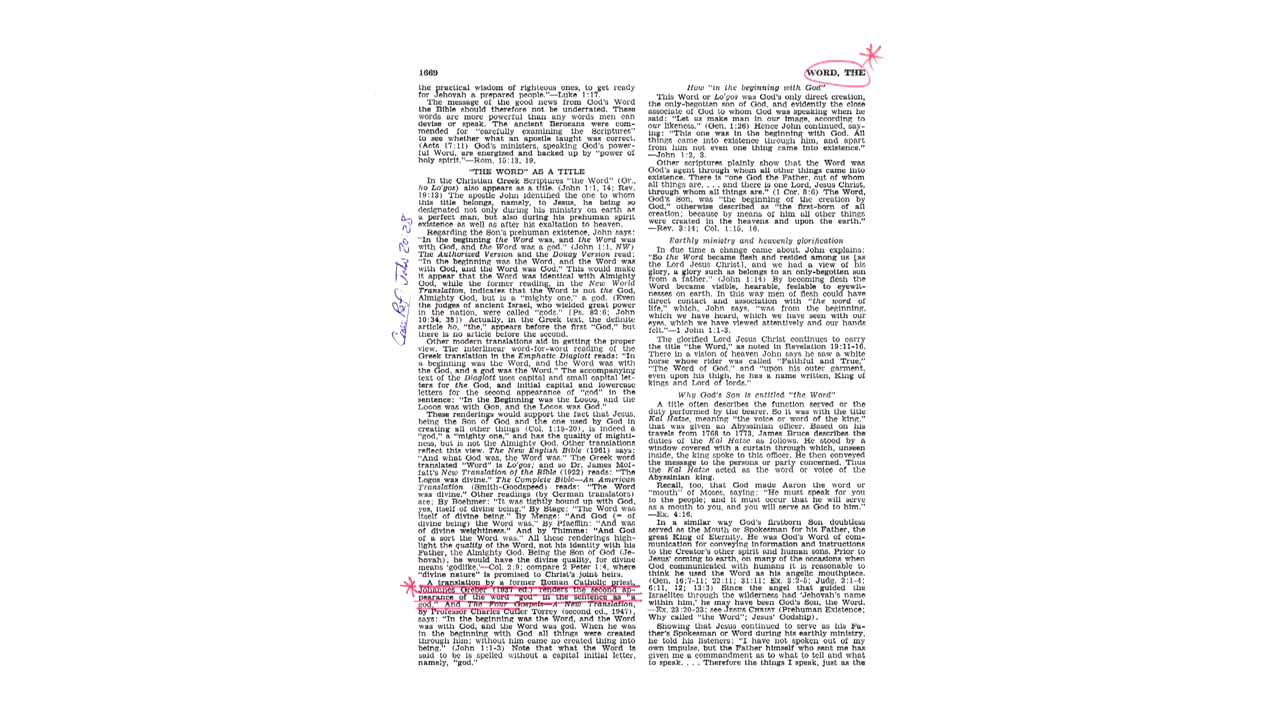 1669
WORD, THE
the practical wisdom of righteous ones, to get ready
for Jehovah a prepared people."—Luke 1:17.
The message of the good news from God's Word
the Bible should therefore not be underrated. These
words are more powerful than any words men can
devise or speak. The ancient Beroeans were com-
mended for "carefully examining the Scriptures"
to see whether what an apostle taught was correct.
(Acts 17:11) God's ministers, speaking God's power-
ful Word, are energized and backed up by "power of
holy spirit."—Rom. 15:13, 19.
"THE WORD" AS A TITLE
In the Christian Greek Scriptures "the Word" (Gr.,
ho Lo'gos) also appears as a title. (John 1:1, 14; Rev.
19:13) The apostle John identified the one to whom
this title belongs, namely, to Jesus, he being so
designated not only during his ministry on earth as
a perfect man, but also during his prehuman spirit
existence as well as after his exaltation to heaven.
Regarding the Son's prehuman existence, John says:
"In the beginning the Word was, and the Word was
with God, and the Word was a god." (John 1:1, NW)
The Authorized Version and the Douay Version read:
"In the beginning was the Word, and the Word was
with God, and the Word was God." This would make
it appear that the Word was identical with Almighty
God, while the former reading, in the New World
Translation, indicates that the Word is not the God,
Almighty God, but is a "mighty one," a god. (Even
the judges of ancient Israel, who wielded great power
in the nation, were called "gods." [Ps. 82:6; John
10:34, 35]) Actually, in the Greek text, the definite
article ho, "the," appears before the first "God," but
there is no article before the second.
Other modern translations aid in getting the proper
view. The interlinear word-for-word reading of the
Greek translation in the Emphatic Diaglott reads: "In
a beginning was the Word, and the Word was with
the God, and a god was the Word." The accompanying
text of the Diaglott uses capital and small capital let-
ters for the God, and initial capital and lowercase
letters for the second appearance of "god" in the
sentence: "In the Beginning was the LOGOS, and the
LOGOS was with GOD, and the LOGOS was God."
These renderings would support the fact that Jesus,
being the Son of God and the one used by God in
creating all other things (Col. 1:15-20), is indeed a
"god," a "mighty one," and has the quality of mighti-
ness, but is not the Almighty God. Other translations
reflect this view. The New English Bible (1961) says:
"And what God was, the Word was." The Greek word
translated "Word" is Lo'gos; and so Dr. James Mof-
fatt's New Translation of the Bible (1922) reads: "The
Logos was divine." The Complete Bible—An American
Translation (Smith-Goodspeed) reads: "The Word
was divine." Other readings (by German translators)
are: By Boehmer: "It was tightly bound up with God,
yes, itself of divine being." By Stage: "The Word was
itself of divine being." By Menge: "And God (= of
divine being) the Word was." By Pfaefflin: "And was
of divine weightiness." And by Thimme: "And God
of a sort the Word was." All these renderings high-
light the quality of the Word, not his identity with his
Father, the Almighty God. Being the Son of God (Je-
hovah), he would have the divine quality, for divine
means 'godlike.'—Col. 2:9; compare 2 Peter 1:4, where
"divine nature" is promised to Christ's joint heirs.
A translation by a former Roman Catholic priest,
Johannes Greber (1937 ed.) renders the second ap-
pearance of the word "god" in the sentence as "a
god." And The Four Gospels—A New Translation,
by Professor Charles Cutler Torrey (second ed., 1947),
says: "In the beginning was the Word, and the Word
was with God, and the Word was god. When he was
in the beginning with God all things were created
through him; without him came no created thing into
being." (John 1:1-3) Note that what the Word is
said to be is spelled without a capital initial letter,
namely, "god."
How "in the beginning with God"
This Word or Lo'gos was God's only direct creation,
the only-begotten son of God, and evidently the close
associate of God to whom God was speaking when he
said: "Let us make man in our image, according to
our likeness." (Gen. 1:26) Hence John continued, say-
ing: "This one was in the beginning with God. All
things came into existence through him, and apart
from him not even one thing came into existence."
—John 1:2, 3.
Other scriptures plainly show that the Word was
God's agent through whom all other things came into
existence. There is "one God the Father, out of whom
all things are, . . . and there is one Lord, Jesus Christ,
through whom all things are." (1 Cor. 8:6) The Word,
God's Son, was "the beginning of the creation by
God," otherwise described as "the first-born of all
creation; because by means of him all other things
were created in the heavens and upon the earth."
—Rev. 3:14; Col. 1:15, 16.
Earthly ministry and heavenly glorification
In due time a change came about. John explains:
"So the Word became flesh and resided among us [as
the Lord Jesus Christ], and we had a view of his
glory, a glory such as belongs to an only-begotten son
from a father." (John 1:14) By becoming flesh the
Word became visible, hearable, feelable to eyewit-
nesses on earth. In this way men of flesh could have
direct contact and association with "the word of
life," which, John says, "was from the beginning,
which we have heard, which we have seen with our
eyes, which we have viewed attentively and our hands
felt."—1 John 1:1-3.
The glorified Lord Jesus Christ continues to carry
the title "the Word," as noted in Revelation 19:11-16.
There in a vision of heaven John says he saw a white
horse whose rider was called "Faithful and True,"
"The Word of God," and "upon his outer garment,
even upon his thigh, he has a name written, King of
kings and Lord of lords."
Why God's Son is entitled "the Word"
A title often describes the function served or the
duty performed by the bearer. So it was with the title
Kal Hatze, meaning "the voice or word of the king,"
that was given an Abyssinian officer. Based on his
travels from 1768 to 1773, James Bruce describes the
duties of the Kal Hatze as follows. He stood by a
window covered with a curtain through which, unseen
inside, the king spoke to this officer. He then conveyed
the message to the persons or party concerned. Thus
the Kal Hatze acted as the word or voice of the
Abyssinian king.
Recall, too, that God made Aaron the word or
"mouth" of Moses, saying: "He must speak for you
to the people; and it must occur that he will serve
as a mouth to you, and you will serve as God to him."
—Ex. 4:16.
In a similar way God's firstborn Son doubtless
served as the Mouth or Spokesman for his Father, the
great King of Eternity. He was God's Word of com-
munication for conveying information and instructions
to the Creator's other spirit and human sons. Prior to
Jesus' coming to earth, on many of the occasions when
God communicated with humans it is reasonable to
think he used the Word as his angelic mouthpiece.
(Gen. 16:7-11; 22:11; 31:11; Ex. 3:2-5; Judg. 2:1-4;
6:11, 12; 13:3) Since the angel that guided the
Israelites through the wilderness had 'Jehovah's name
within him,' he may have been God's Son, the Word.
—Ex. 23:20-23; see JESUS CHRIST (Prehuman Existence;
Why called "the Word"; Jesus' Godship).
Showing that Jesus continued to serve as his Fa-
ther's Spokesman or Word during his earthly ministry,
he told his listeners: "I have not spoken out of my
own impulse, but the Father himself who sent me has
given me a commandment as to what to tell and what
to speak. . . . Therefore the things I speak, just as the
John 20:28